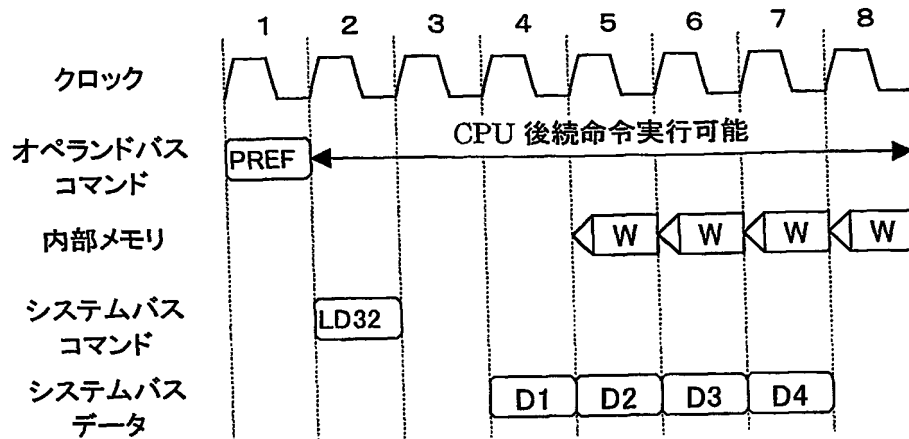 1 2 3 4 5 6 7 8
クロック
CPU 後続命令実行可能
オペランドバス
コマンド
PREF
内部メモリ
W W W W
システムバス
コマンド
LD32
システムバス
データ
D1 D2 D3 D4